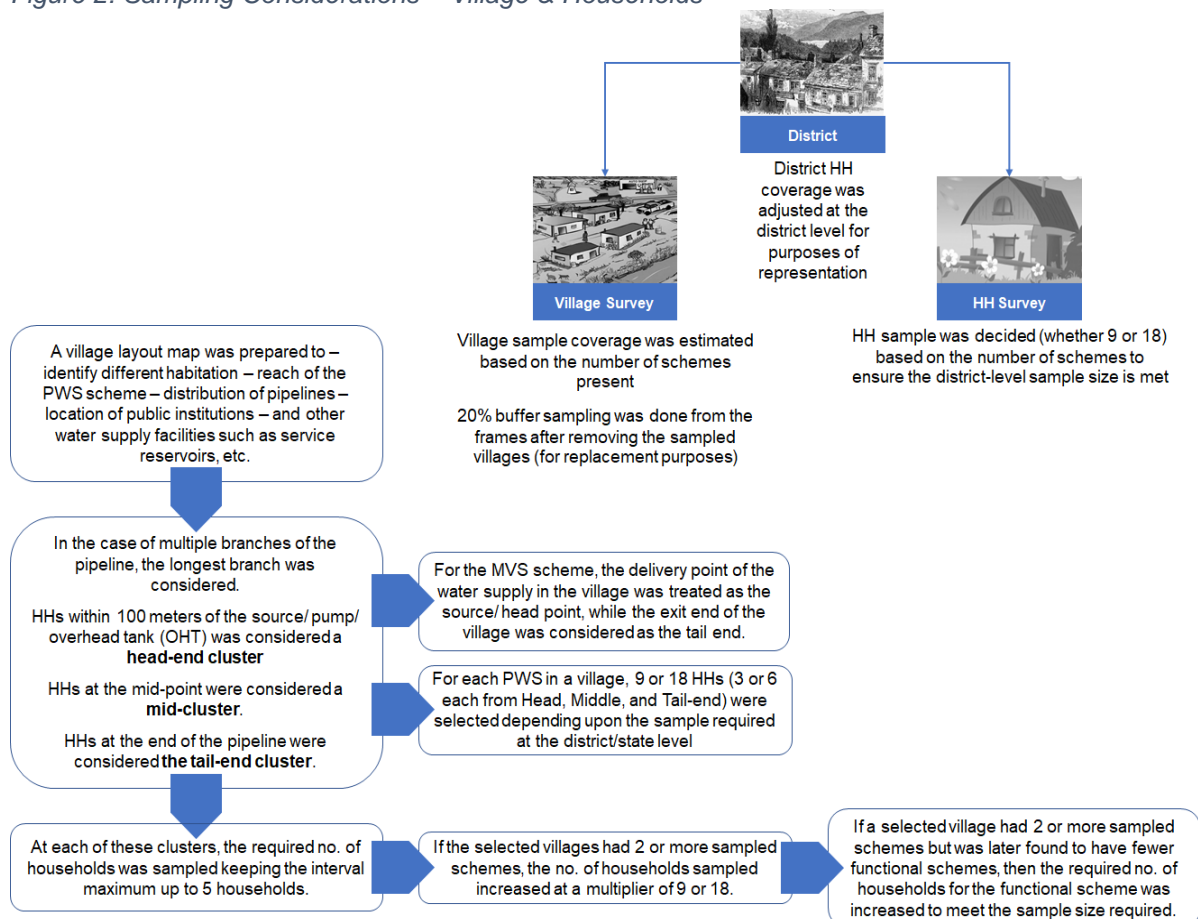 Figure 2: Sampling Considerations – Village & Households
District
District HH
coverage was
adjusted at the
district level for
purposes of
representation
Village Survey
Village sample coverage was estimated
based on the number of schemes
present
20% buffer sampling was done from the
frames after removing the sampled
villages (for replacement purposes)
HH Survey
HH sample was decided (whether 9 or 18)
based on the number of schemes to
ensure the district-level sample size is met
A village layout map was prepared to –
identify different habitation – reach of the
PWS scheme – distribution of pipelines –
location of public institutions – and other
water supply facilities such as service
reservoirs, etc.
In the case of multiple branches of the
pipeline, the longest branch was
considered.
HHs within 100 meters of the source/ pump/
overhead tank (OHT) was considered a
head-end cluster
HHs at the mid-point were considered a
mid-cluster.
HHs at the end of the pipeline were
considered the tail-end cluster.
For the MVS scheme, the delivery point of the
water supply in the village was treated as the
source/ head point, while the exit end of the
village was considered as the tail end.
For each PWS in a village, 9 or 18 HHs (3 or 6
each from Head, Middle, and Tail-end) were
selected depending upon the sample required
at the district/state level
At each of these clusters, the required no. of
households was sampled keeping the interval
maximum up to 5 households.
If the selected villages had 2 or more sampled
schemes, the no. of households sampled
increased at a multiplier of 9 or 18.
If a selected village had 2 or more sampled
schemes but was later found to have fewer
functional schemes, then the required no. of
households for the functional scheme was
increased to meet the sample size required.